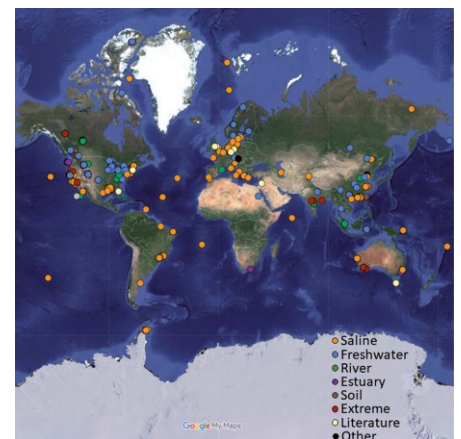 Saline
Freshwater
River
Estuary
Soil
Extreme
Literature
Other
Google My Maps